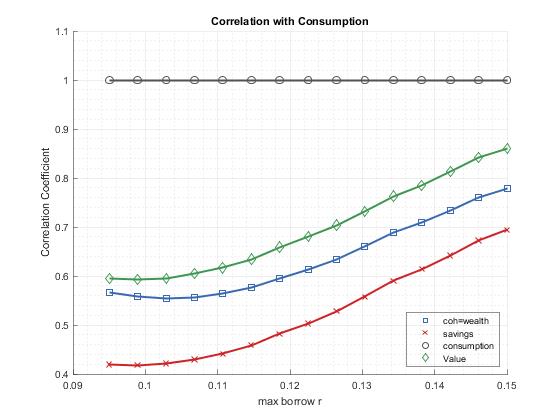 Correlation with Consumption
Correlation Coefficient
1.1
1
0.9
0.8
0.7
0.6
0.5
0.4
0.09
0.1
0.11
0.12
0.13
0.14
0.15
max borrow r
coh=wealth
savings
consumption
Value